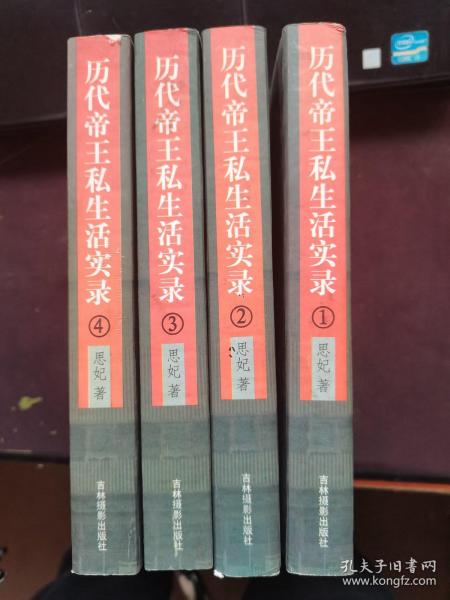 历代帝王私生活实录
④
思妃 著
吉林摄影出版社
历代帝王私生活实录
③
思妃 著
吉林摄影出版社
历代帝王私生活实录
②
思妃 著
吉林摄影出版社
历代帝王私生活实录
①
思妃 著
吉林摄影出版社
intel
CORE i5
孔夫子旧书网
www.kongfz.com